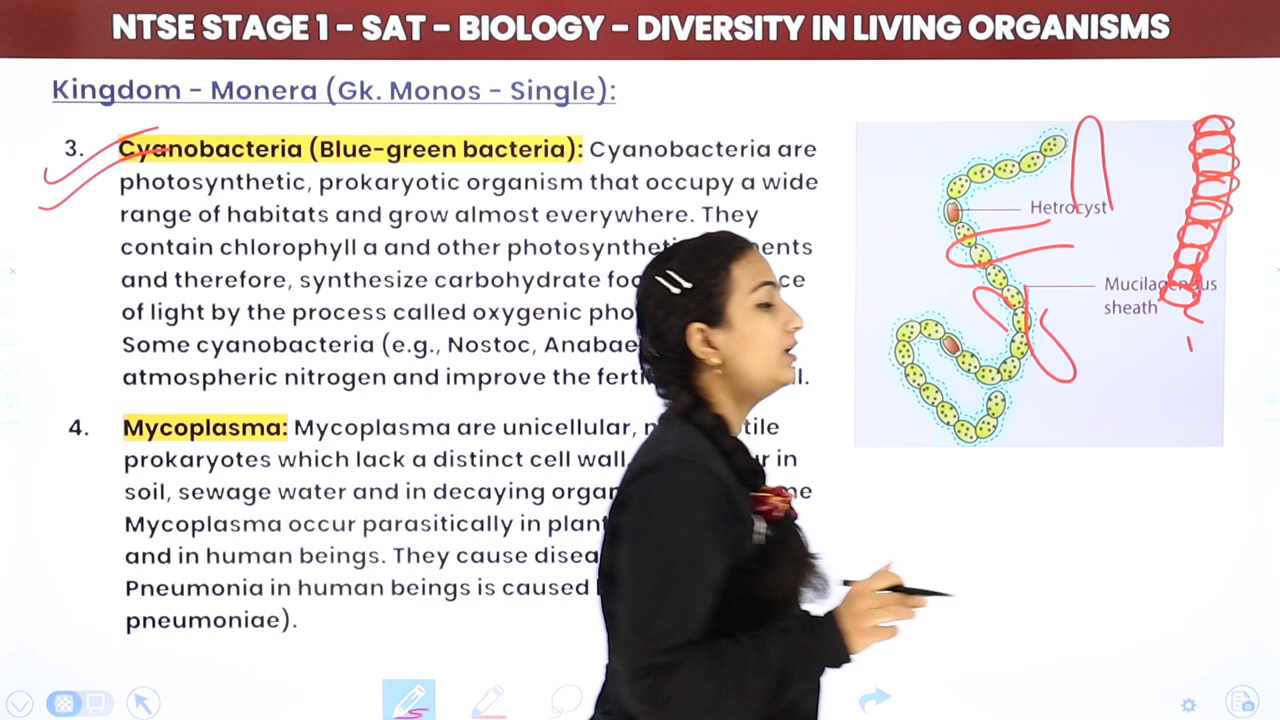 NTSE STAGE 1 – SAT – BIOLOGY – DIVERSITY IN LIVING ORGANISMS
Kingdom – Monera (Gk. Monos – Single):
3. Cyanobacteria (Blue-green bacteria): Cyanobacteria are
photosynthetic, prokaryotic organism that occupy a wide
range of habitats and grow almost everywhere. They
contain chlorophyll a and other
and therefore, synthesize carbohydrate
of light by the process called oxygenic
Some cyanobacteria (e.g., Nostoc,
atmospheric nitrogen and improve the
4. Mycoplasma: Mycoplasma are unicellular,
prokaryotes which lack a distinct cell wall in
soil, sewage water and in decaying
Mycoplasma occur parasitically in
and in human beings. They cause
Pneumonia in human beings is caused
pneumoniae).
Hetrocyst
Mucilagenous
sheath